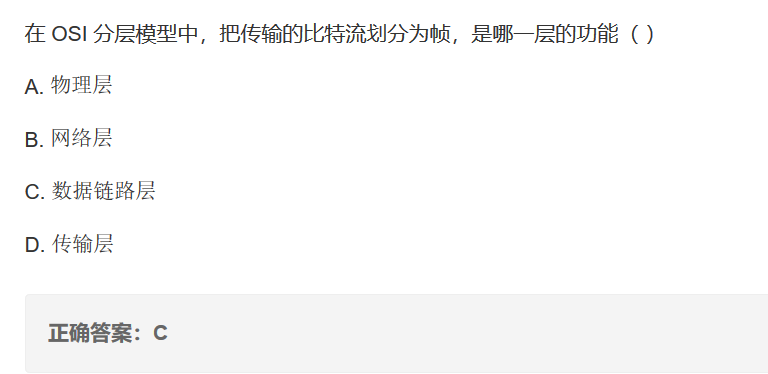 在 OSI 分层模型中，把传输的比特流划分为帧，是哪一层的功能（ ）
A. 物理层
B. 网络层
C. 数据链路层
D. 传输层
正确答案：C